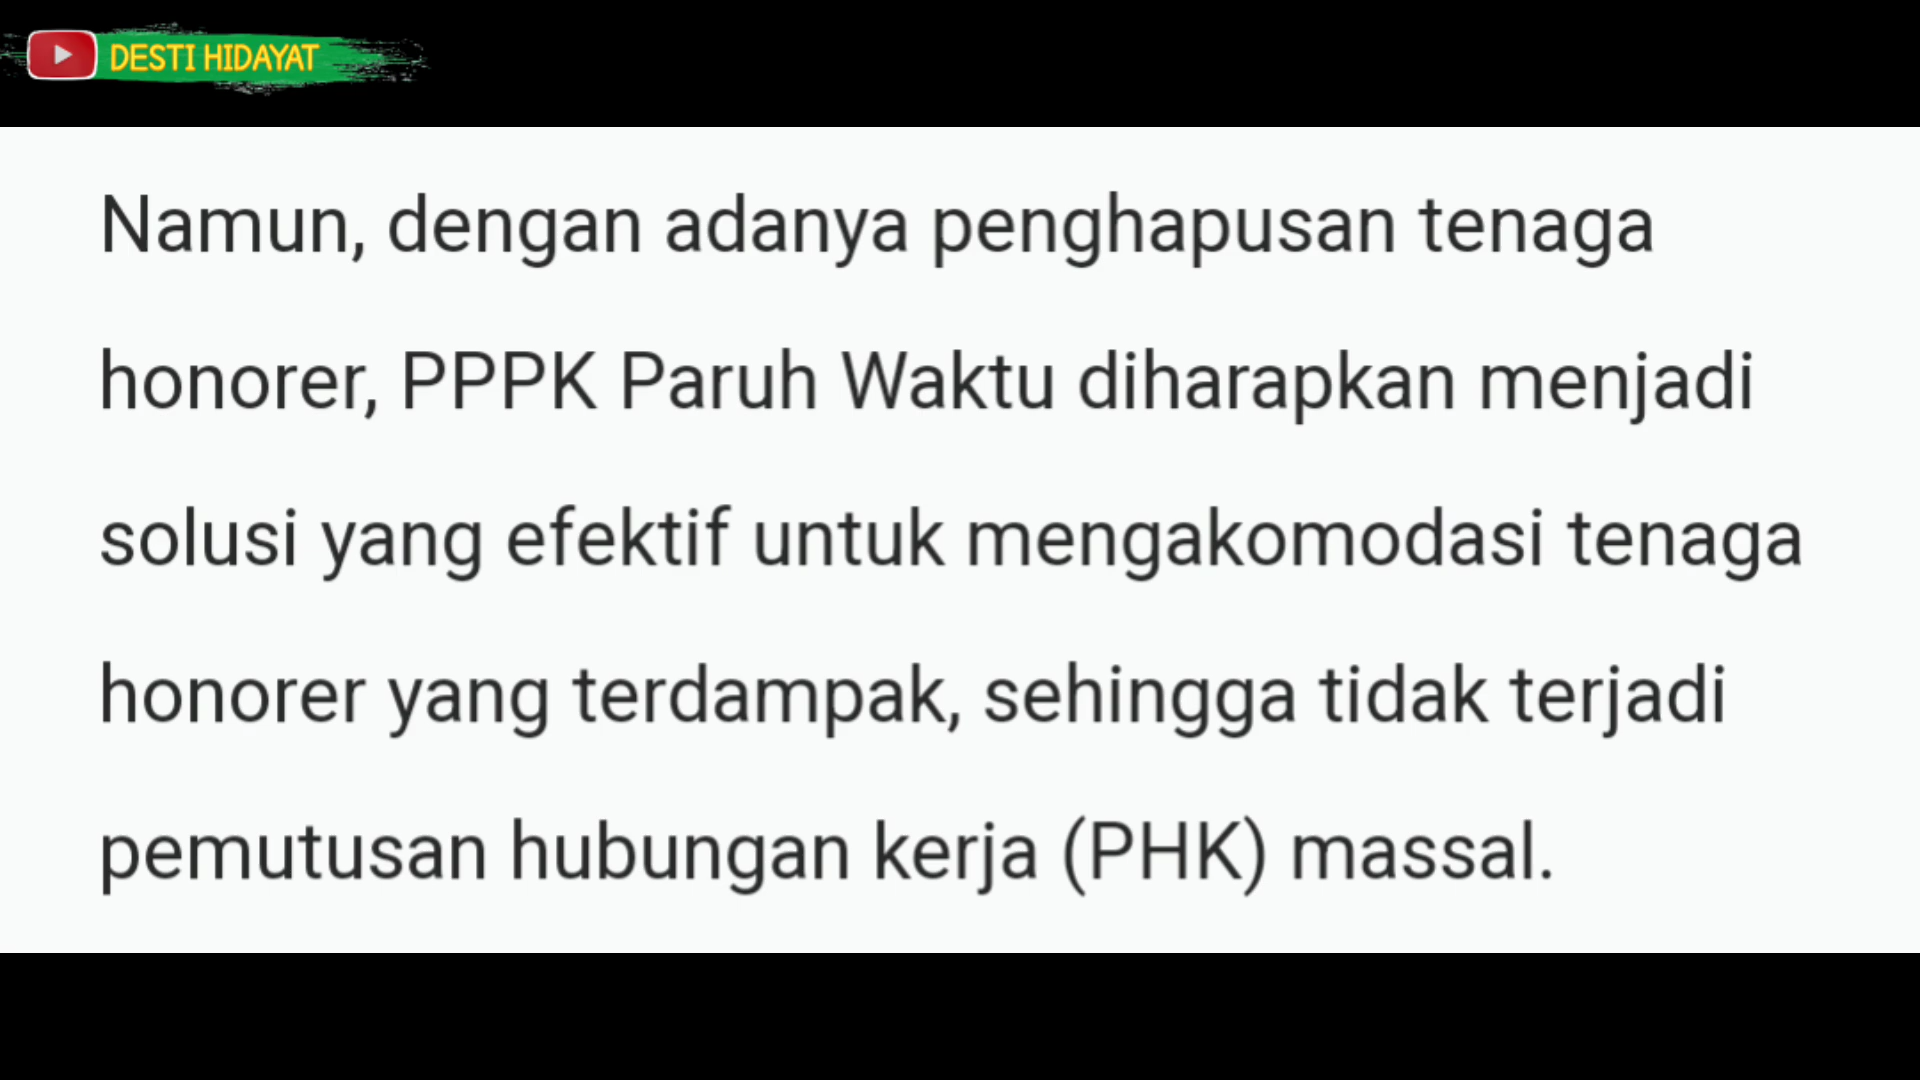 DESTI HIDAYAT
Namun, dengan adanya penghapusan tenaga
honorer, PPPK Paruh Waktu diharapkan menjadi
solusi yang efektif untuk mengakomodasi tenaga
honorer yang terdampak, sehingga tidak terjadi
pemutusan hubungan kerja (PHK) massal.